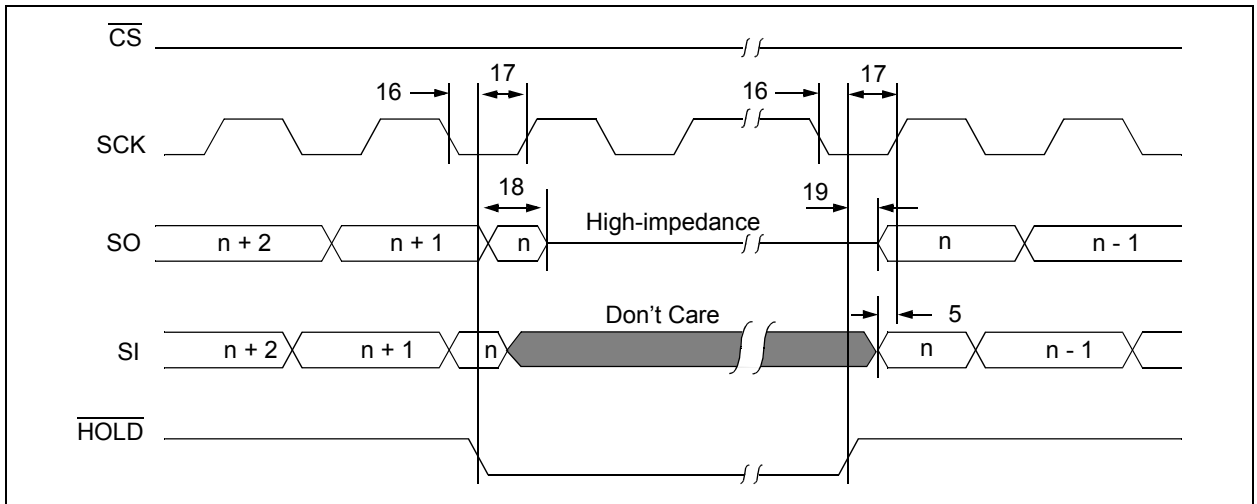 CS
17
17
16
16
SCK
18
19
High-impedance
SO
n + 2
n + 1
n
n
n - 1
Don't Care
5
SI
n + 2
n + 1
n
n
n - 1
HOLD